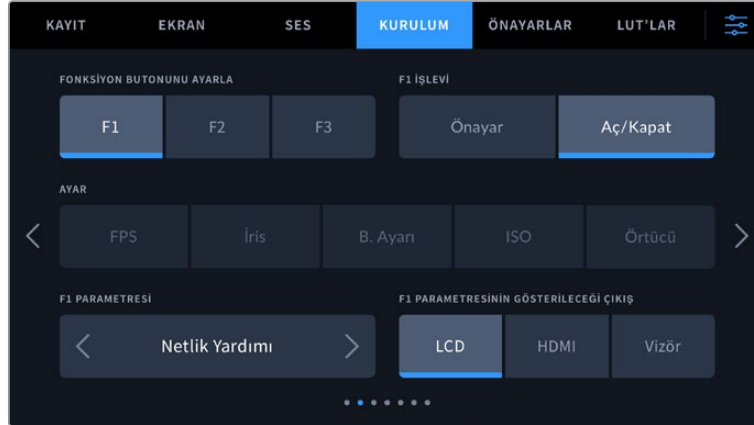 KAYIT EKRAN SES KURULUM ÖNAYARLAR LUT'LAR
FONKSİYON BUTONUNU AYARLA F1 İŞLEVİ
F1 F2 F3 Önayar Aç/Kapat
AYAR
FPS İris B. Ayarı ISO Örtücü
F1 PARAMETRESİ F1 PARAMETRESİNİN GÖSTERİLECEĞİ ÇIKIŞ
Netlik Yardımı LCD HDMI Vizör